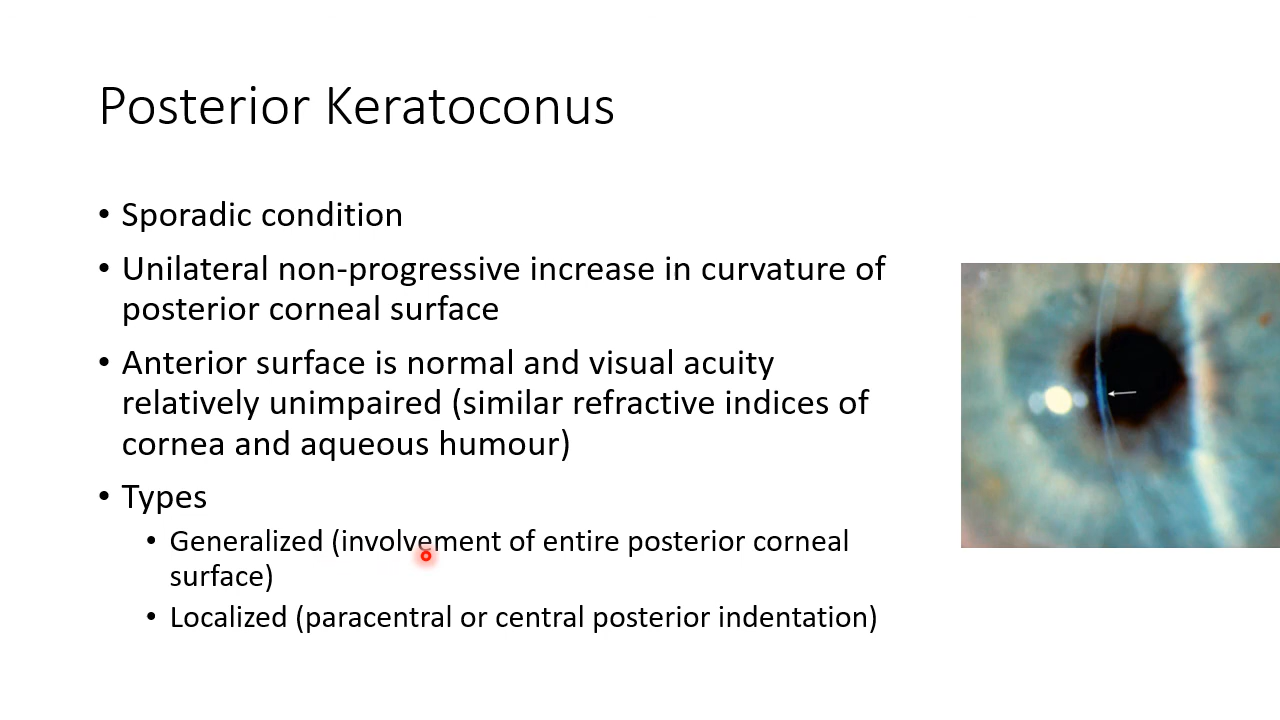 Posterior Keratoconus
• Sporadic condition
• Unilateral non-progressive increase in curvature of
posterior corneal surface
• Anterior surface is normal and visual acuity
relatively unimpaired (similar refractive indices of
cornea and aqueous humour)
• Types
• Generalized (involvement of entire posterior corneal
surface)
• Localized (paracentral or central posterior indentation)